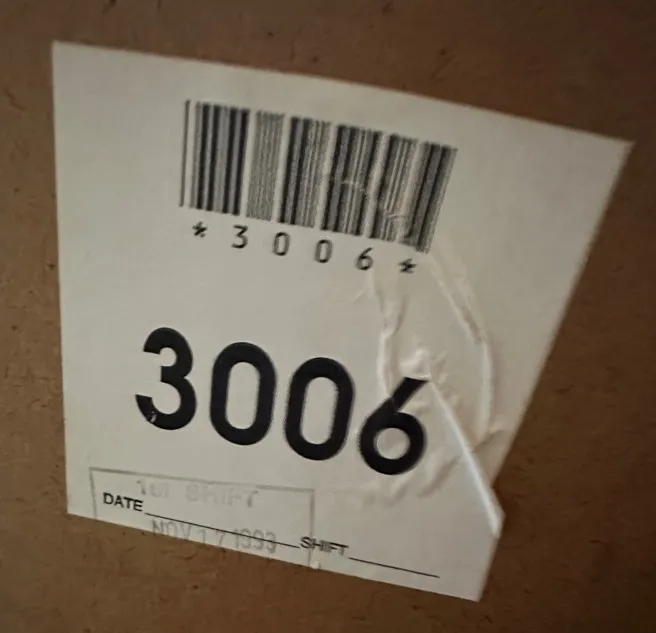 *3006*
3006
1ST SHIFT
DATE
NOV 17 1993
SHIFT